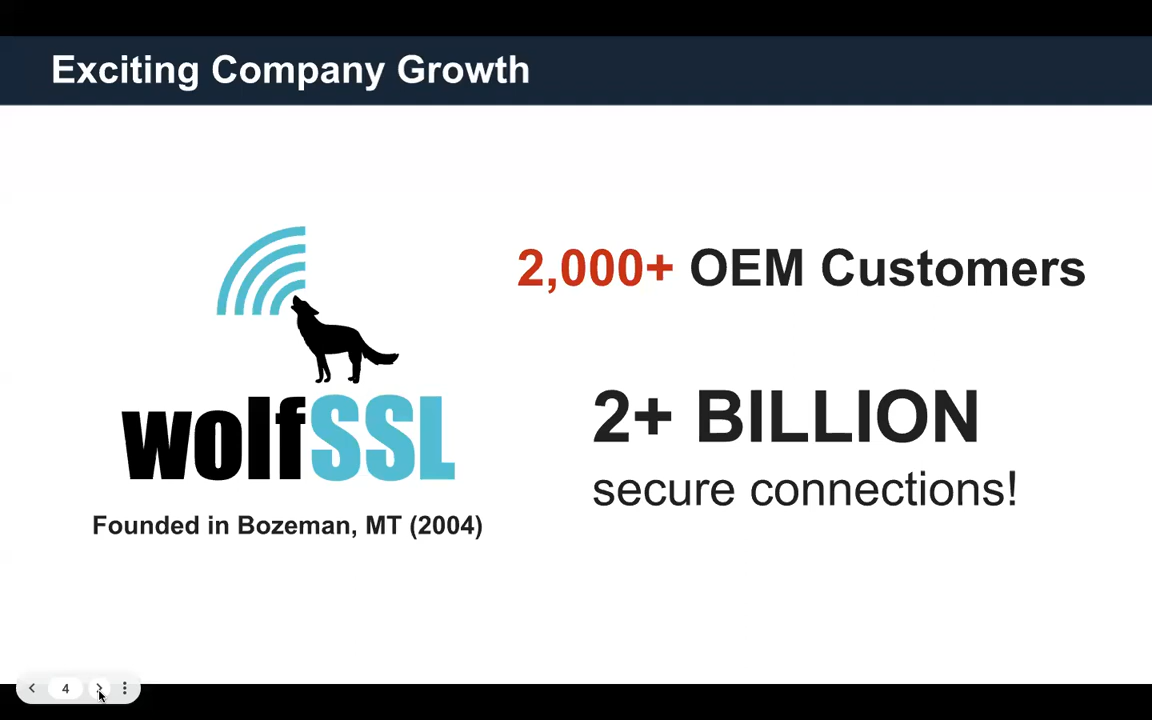 Exciting Company Growth
2,000+ OEM Customers
2+ BILLION
secure connections!
wolfSSL
Founded in Bozeman, MT (2004)
4